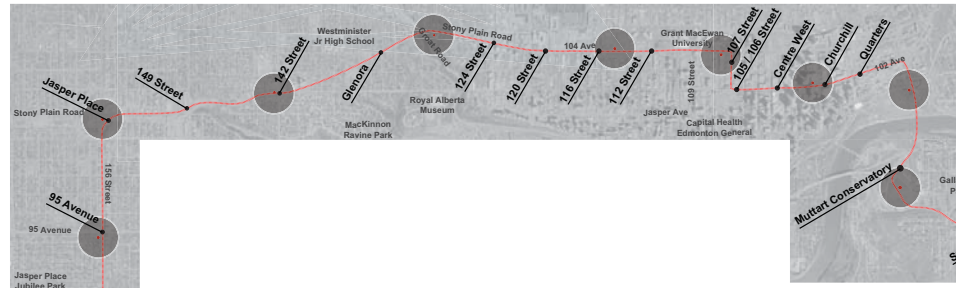 Westminister
Jr High School
Groat Road
Stony Plain Road
142 Street
149 Street
Jasper Place
Stony Plain Road
Glenora
124 Street
120 Street
104 Ave
116 Street
112 Street
Grant MacEwan
University
107 Street
105 / 106 Street
109 Street
Centre West
Churchill
Quarters
102 Ave
Royal Alberta
Museum
MacKinnon
Ravine Park
Jasper Ave
Capital Health
Edmonton General
156 Street
95 Avenue
95 Avenue
Muttart Conservatory
Jasper Place
Jubilee Park